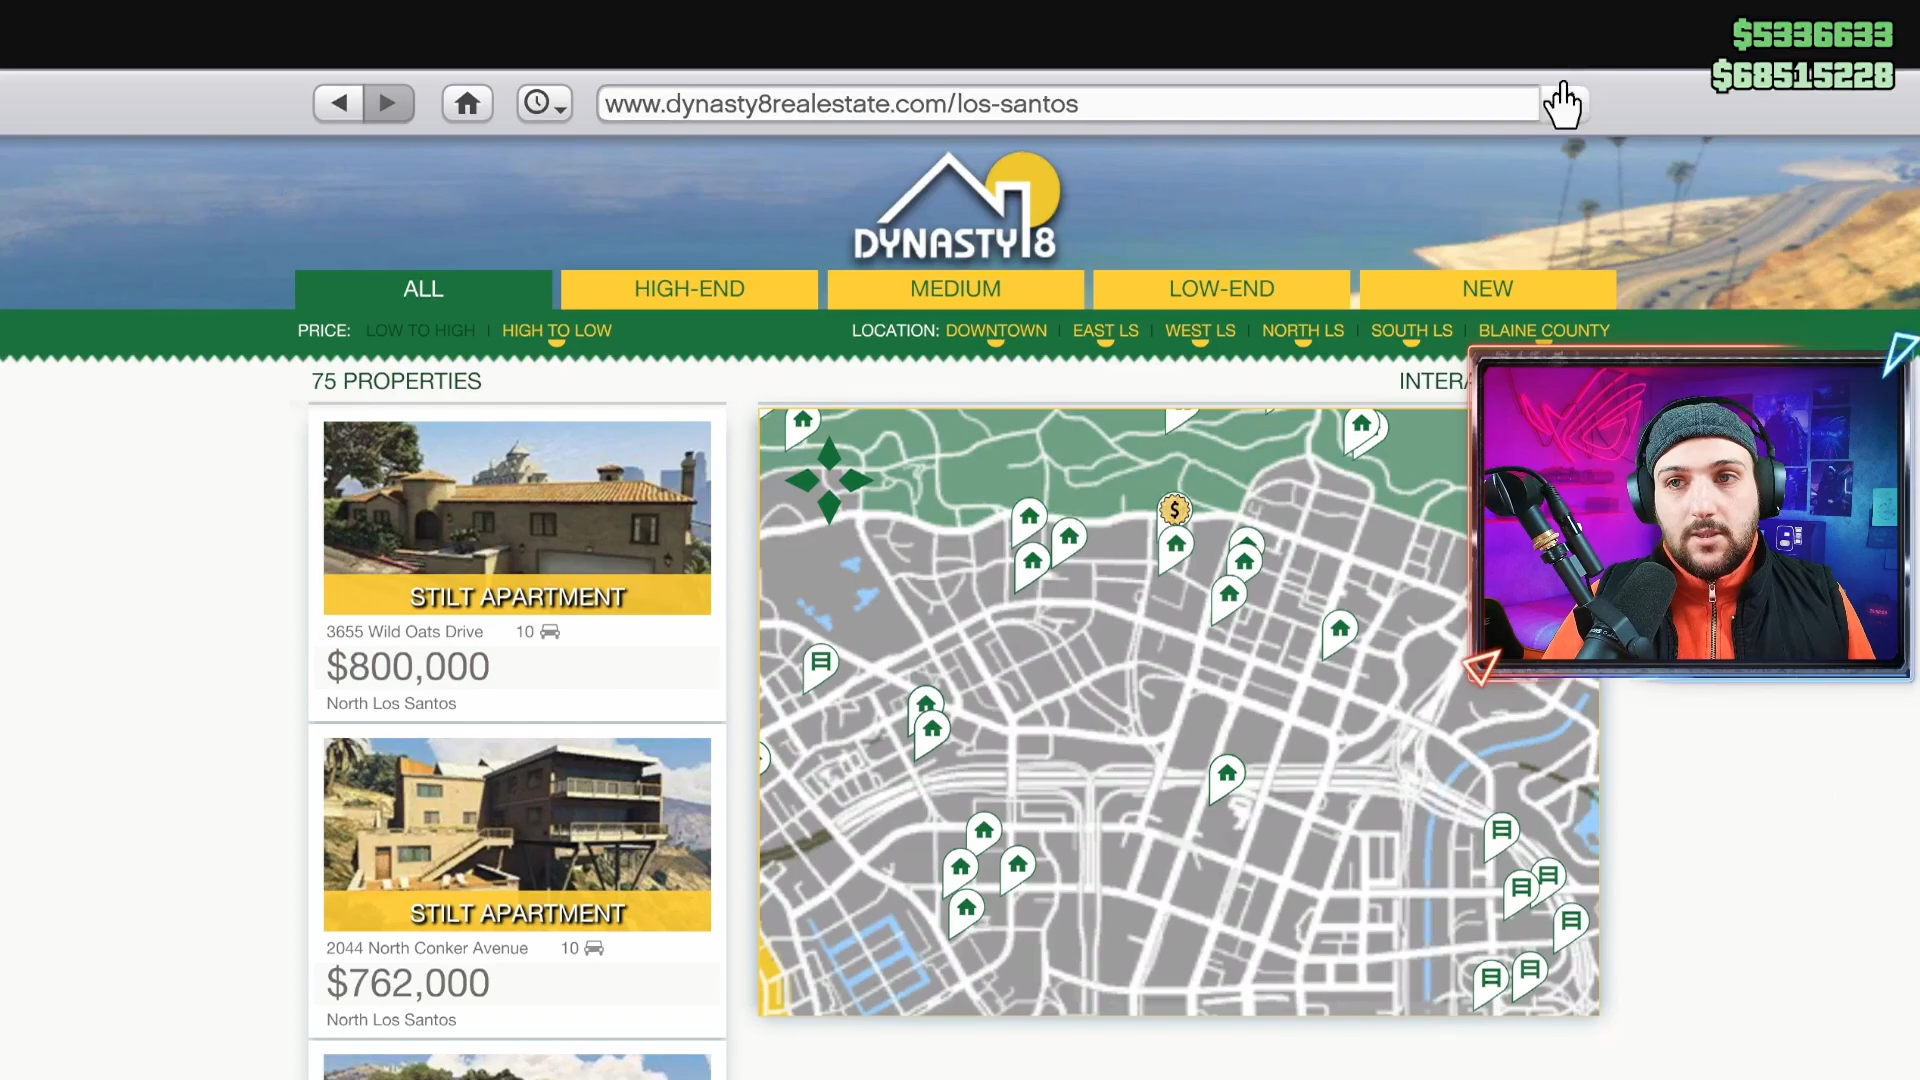 $5336633
$68515228
www.dynasty8realestate.com/los-santos
DYNASTY 8
ALL
HIGH-END
MEDIUM
LOW-END
NEW
PRICE: LOW TO HIGH HIGH TO LOW
LOCATION: DOWNTOWN EAST LS WEST LS NORTH LS SOUTH LS BLAINE COUNTY
75 PROPERTIES
STILT APARTMENT
3655 Wild Oats Drive 10
$800,000
North Los Santos
STILT APARTMENT
2044 North Conker Avenue 10
$762,000
North Los Santos
$